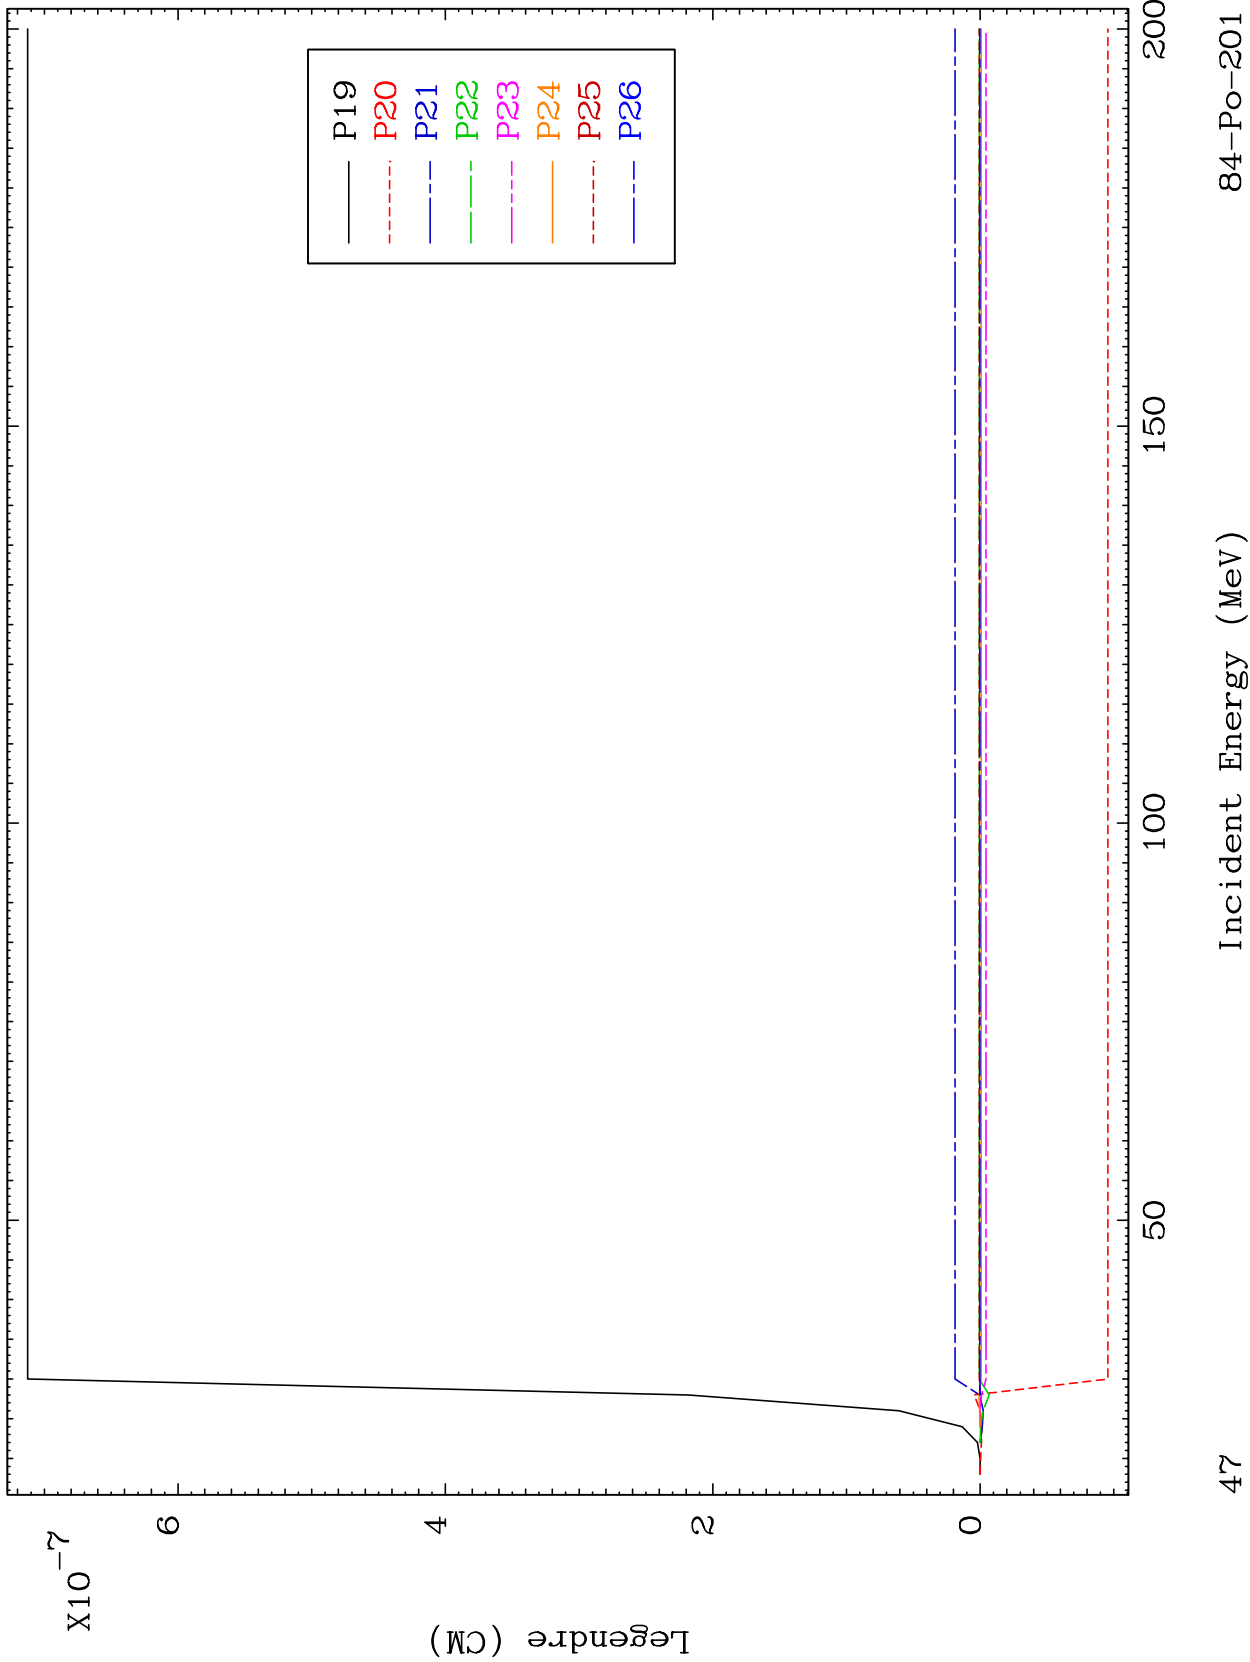 X10-7
6
4
2
0
Legendre (CM)
P19
P20
P21
P22
P23
P24
P25
P26
50
100
150
200
Incident Energy (MeV)
47
84-Po-201